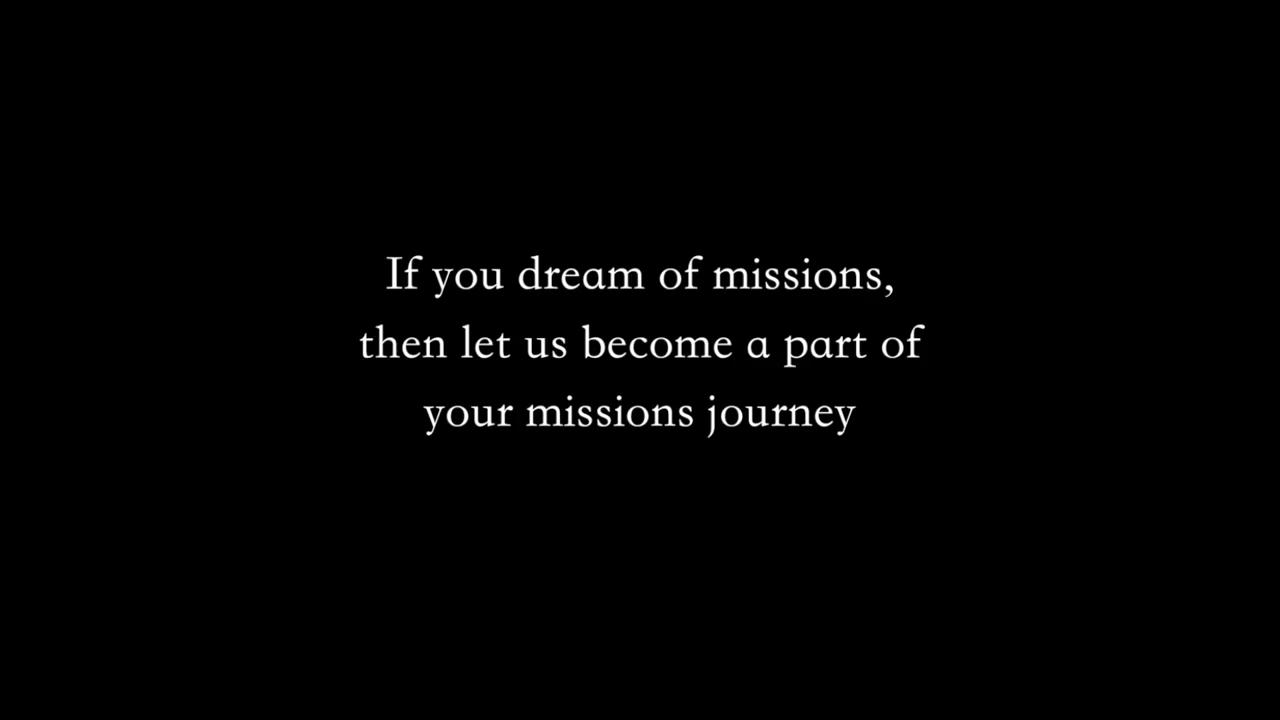 If you dream of missions,
then let us become a part of
your missions journey